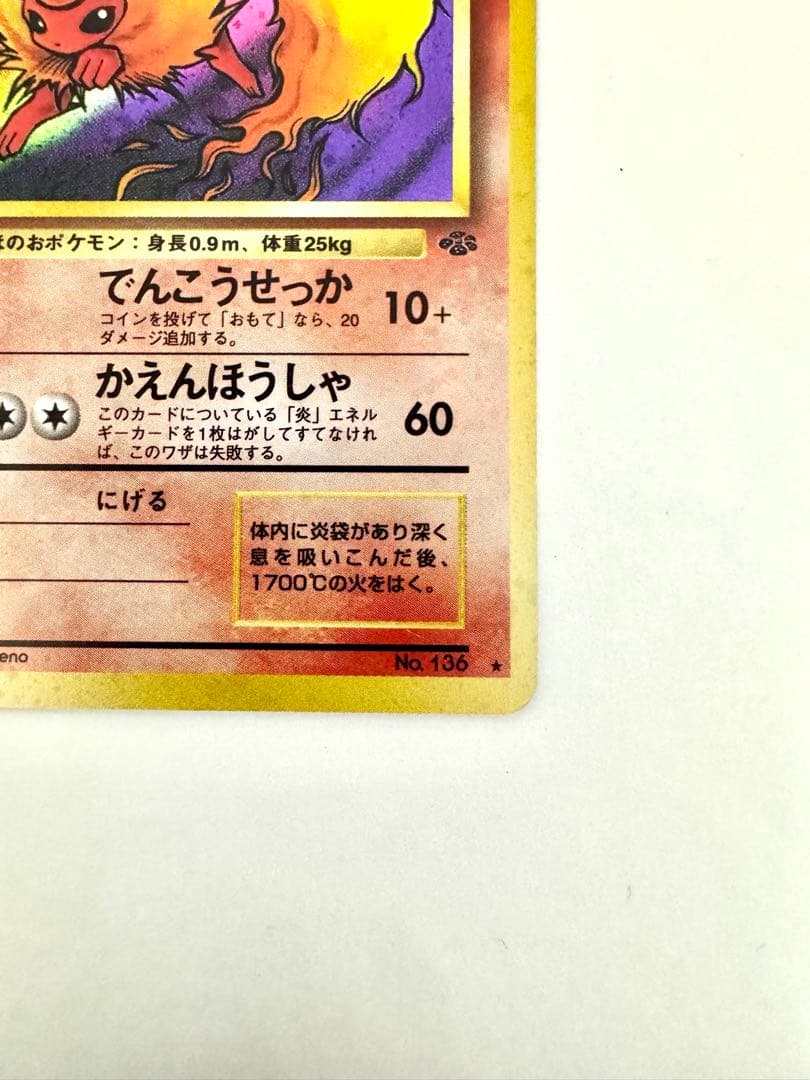 ほのおポケモン：身長0.9m、体重25kg
でんこうせっか 10+
コインを投げて「おもて」なら、20
ダメージ追加する。
かえんほうしゃ 60
このカードについている「炎」エネル
ギーカードを1枚はがしてすてなけれ
ば、このワザは失敗する。
にげる
体内に炎袋があり深く
息を吸いこんだ後、
1700℃の火をはく。
eno
No. 136 ★